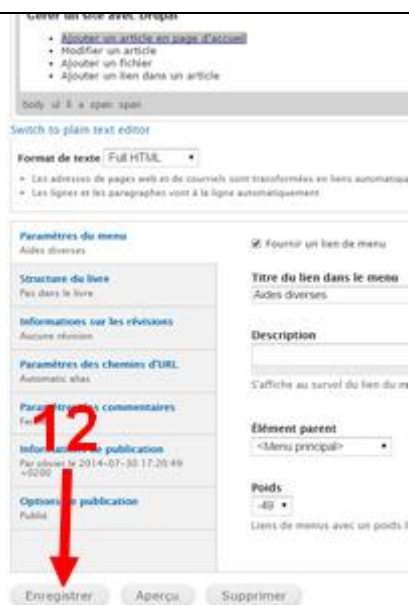 Gérer un site avec Drupal
Ajouter un article en page d'accueil
Modifier un article
Ajouter un fichier
Ajouter un lien dans un article
body ul li a span span
Switch to plain text editor
Format de texte Full HTML
Les adresses de pages web et de courriels sont transformées en liens automatiqu
Les lignes et les paragraphes vont à la ligne automatiquement
Paramètres du menu
Aides diverses
Structure du livre
Pas dans le livre
Informations sur les révisions
Aucune révision
Paramètres des chemins d'URL
Automatic alias
Paramètres des commentaires
12
Informations de publication
Par olivier le 2014-07-30 17:20:49
+0200
Options de publication
Publié
Fournir un lien de menu
Titre du lien dans le menu
Aides diverses
Description
S'affiche au survol du lien du m
Élément parent
<Menu principal>
Poids
-49
Liens de menus avec un poids
Enregistrer Aperçu Supprimer